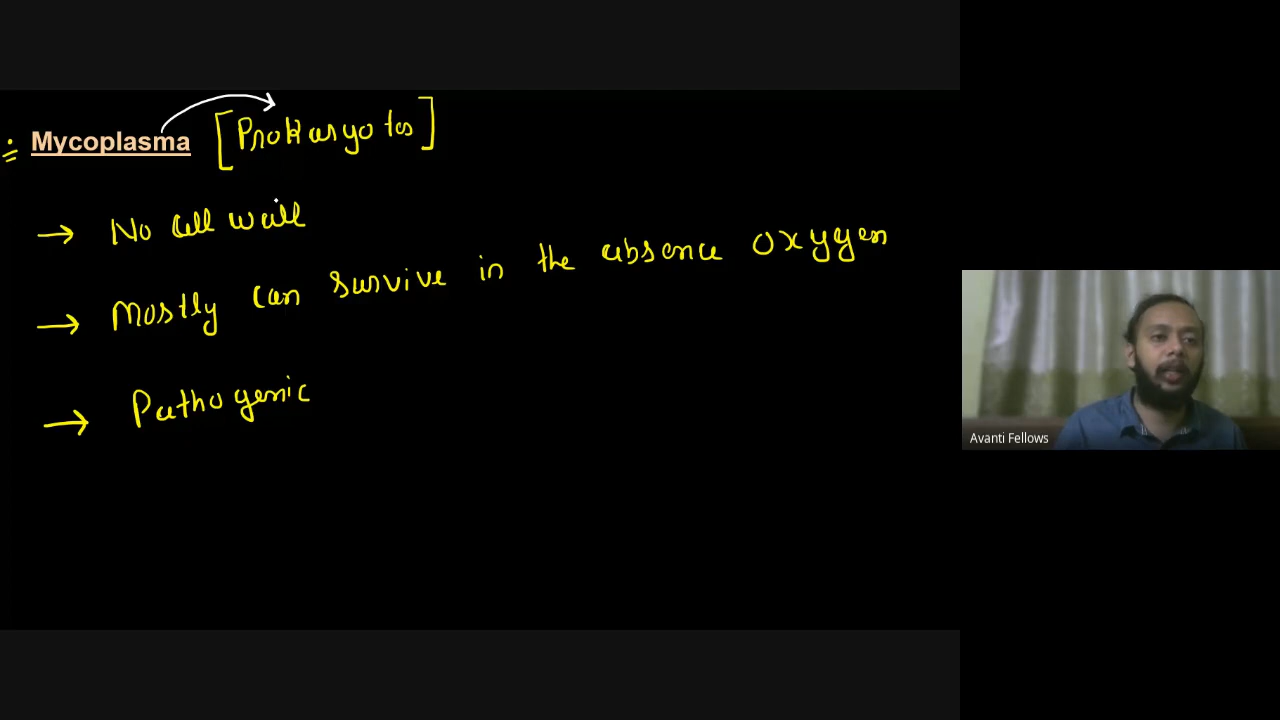 Mycoplasma [Prokaryotes]
→ No cell wall
→ Mostly can survive in the absence oxygen
→ Pathogenic
Avanti Fellows